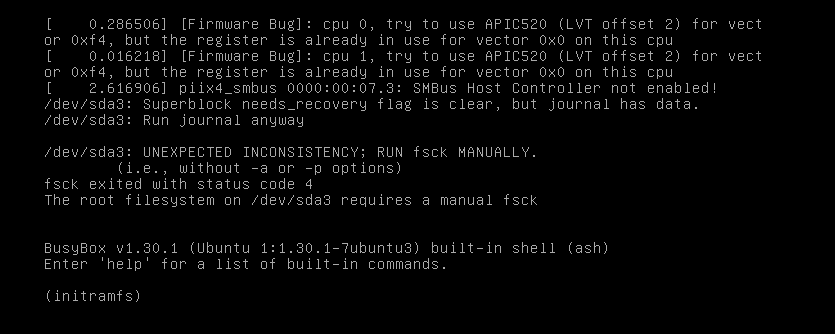 [    0.286506] [Firmware Bug]: cpu 0, try to use APIC520 (LVT offset 2) for vect
or 0xf4, but the register is already in use for vector 0x0 on this cpu
[    0.016218] [Firmware Bug]: cpu 1, try to use APIC520 (LVT offset 2) for vect
or 0xf4, but the register is already in use for vector 0x0 on this cpu
[    2.616906] piix4_smbus 0000:00:07.3: SMBus Host Controller not enabled!
/dev/sda3: Superblock needs_recovery flag is clear, but journal has data.
/dev/sda3: Run journal anyway

/dev/sda3: UNEXPECTED INCONSISTENCY; RUN fsck MANUALLY.
        (i.e., without -a or -p options)
fsck exited with status code 4
The root filesystem on /dev/sda3 requires a manual fsck


BusyBox v1.30.1 (Ubuntu 1:1.30.1-7ubuntu3) built-in shell (ash)
Enter 'help' for a list of built-in commands.

(initramfs)